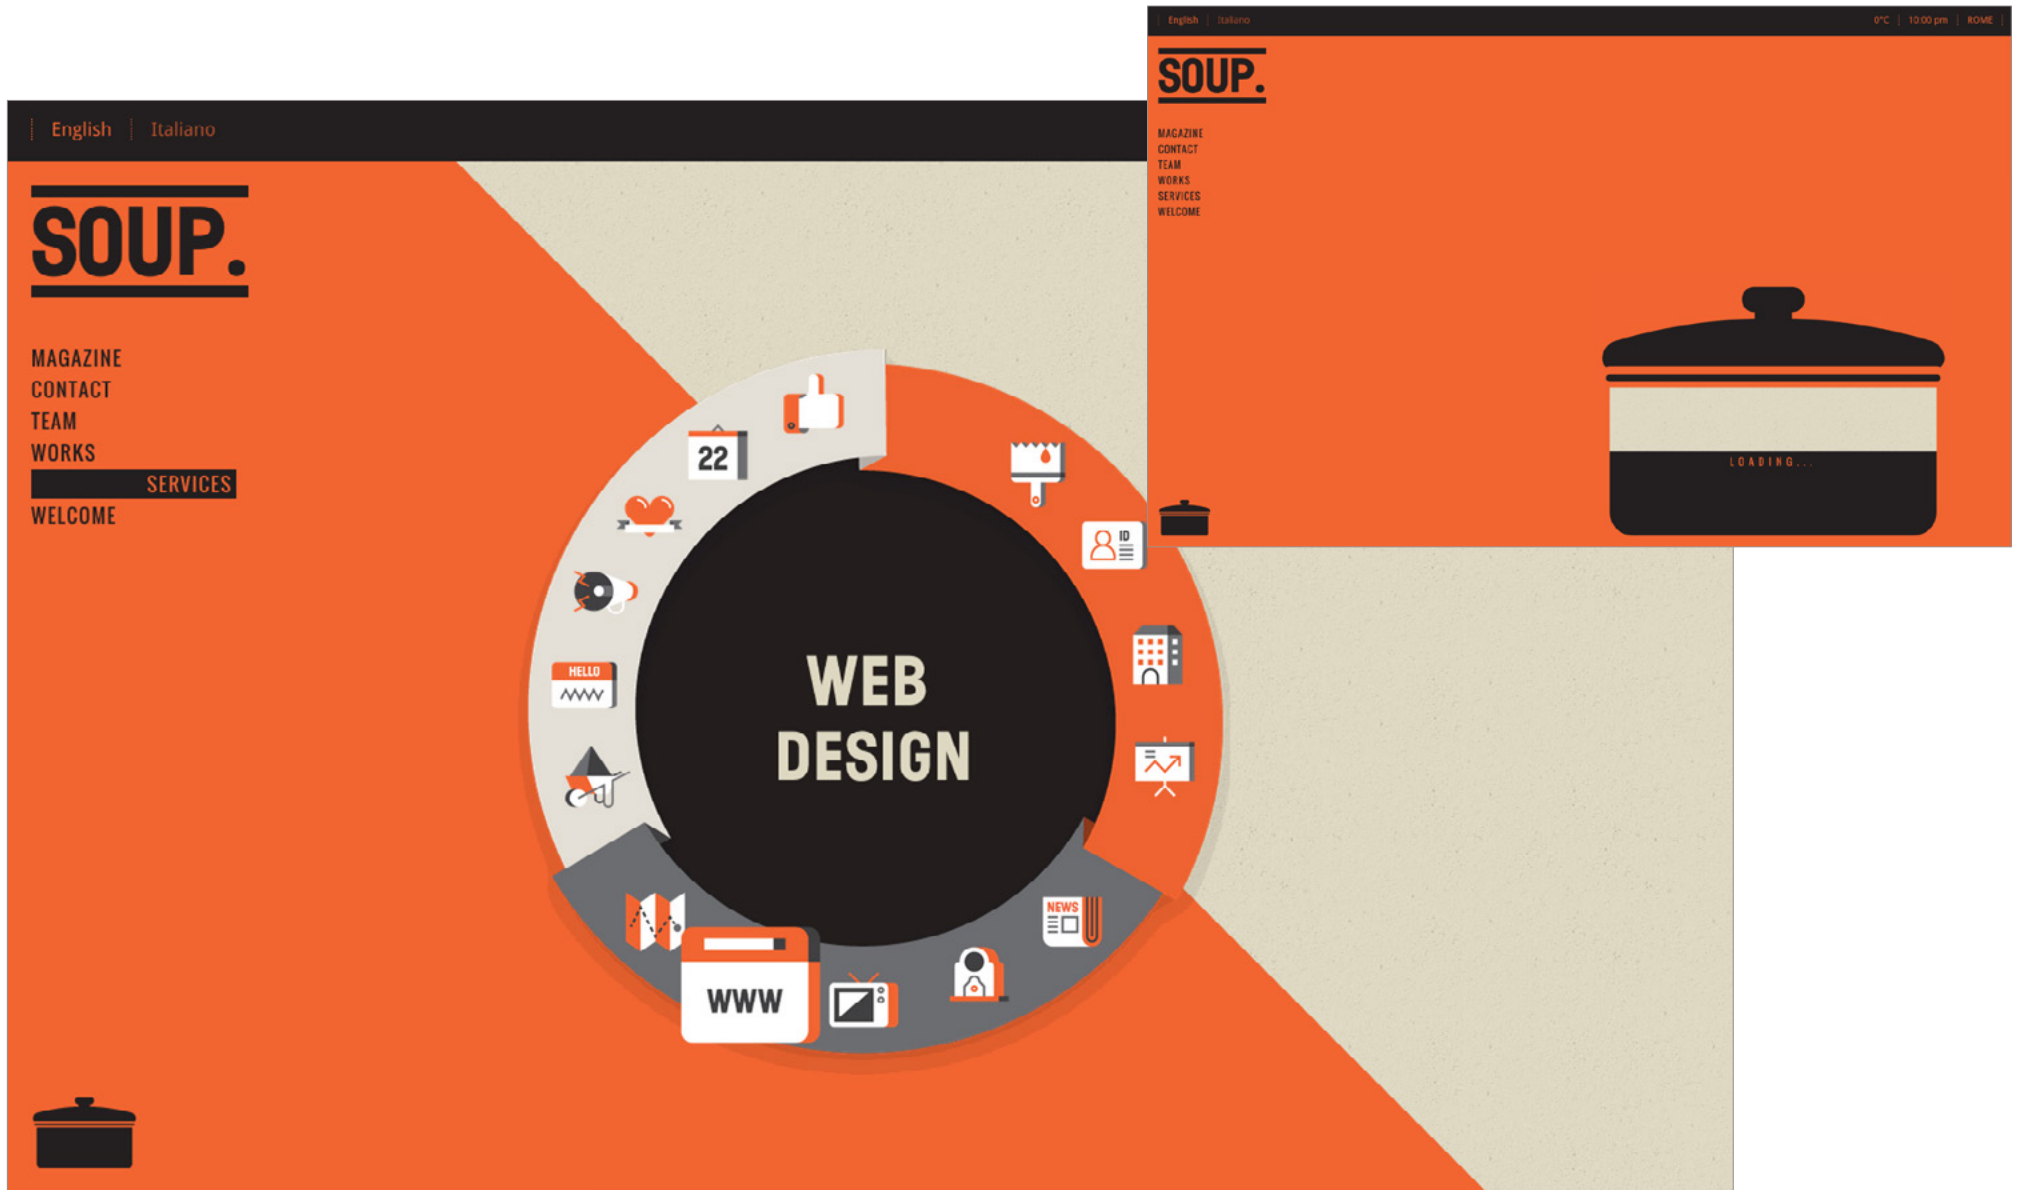 English Italiano
SOUP.
MAGAZINE
CONTACT
TEAM
WORKS
SERVICES
WELCOME
22
HELLO
ID
WEB
DESIGN
NEWS
WWW
English Italiano
0°C 10:00 pm ROME
SOUP.
MAGAZINE
CONTACT
TEAM
WORKS
SERVICES
WELCOME
LOADING...